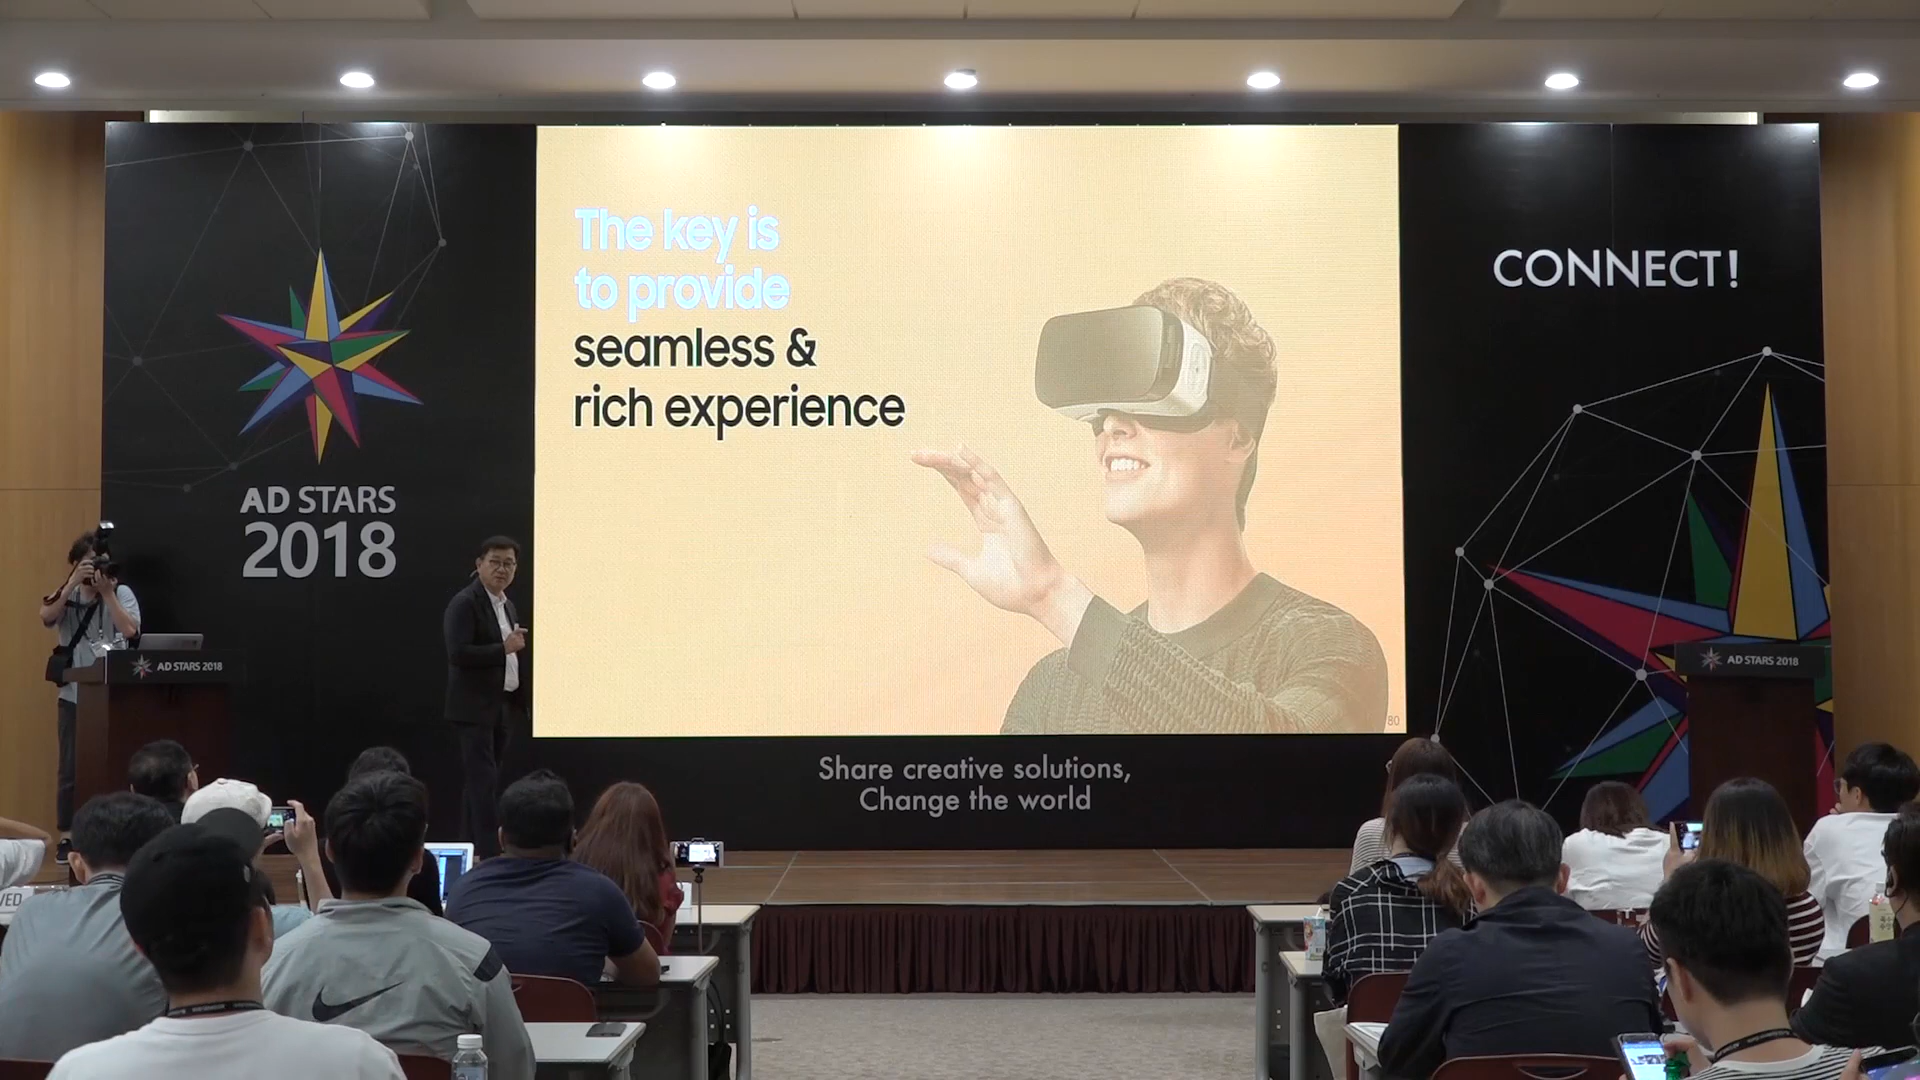 The key is
to provide
seamless &
rich experience
80
CONNECT!
AD STARS
2018
AD STARS 2018
AD STARS 2018
Share creative solutions,
Change the world
VED